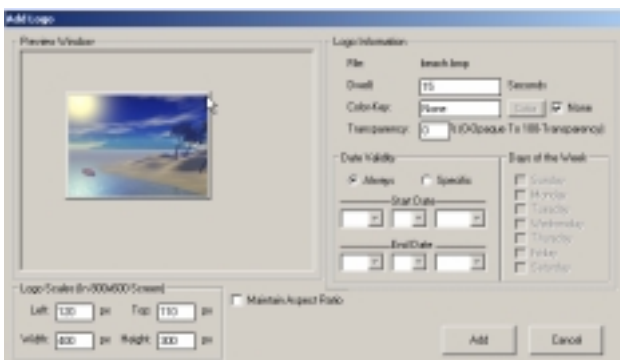 Add Logo
Preview Window
Logo Information
File: beach.bmp
Dwell: 15 Seconds
Color-Key: None Color None
Transparency: 0 % (0-Opaque To 100-Transparency)
Date Validity
Always Specific
Start Date
End Date
Days of the Week
Sunday
Monday
Tuesday
Wednesday
Thursday
Friday
Saturday
Logo Scaler (In 800x600 Screen)
Left: 120 px Top: 110 px
Width: 400 px Height: 300 px
Maintain Aspect Ratio
Add Cancel